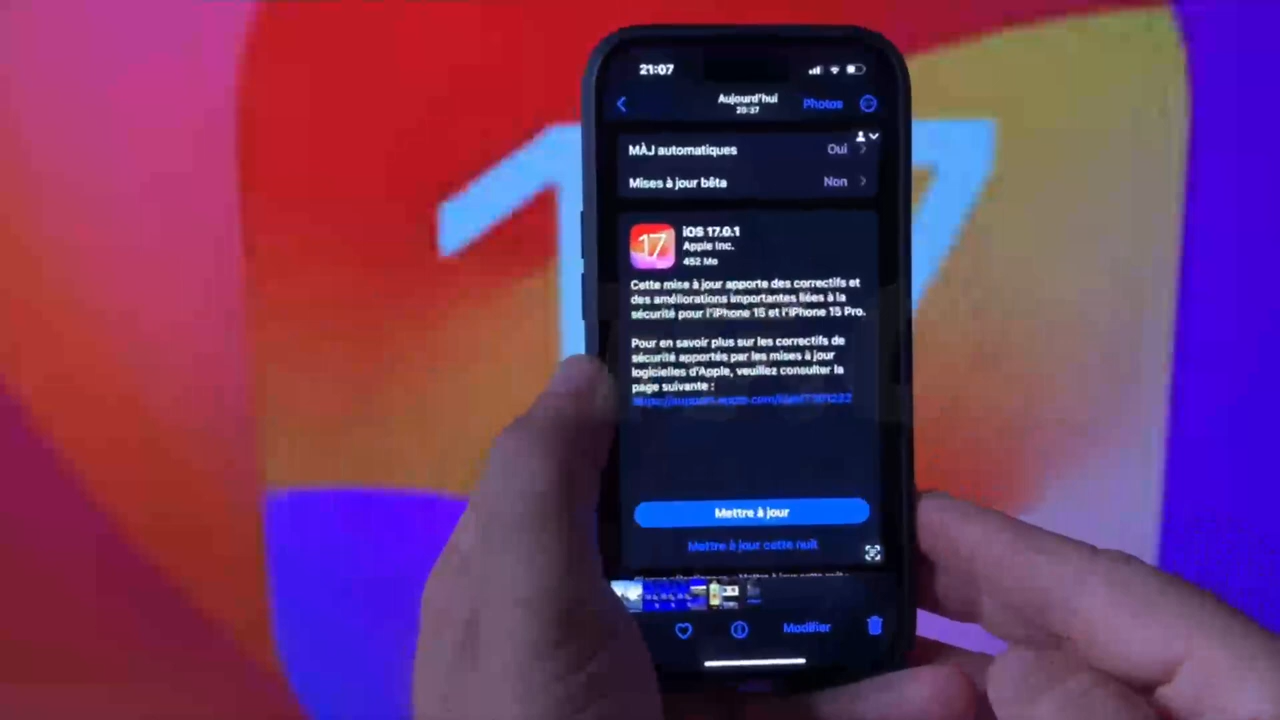 17
21:07
Aujourd'hui
20:37
Photos
MÀJ automatiques
Oui
Mises à jour bêta
Non
17
iOS 17.0.1
Apple Inc.
452 Mo
Cette mise à jour apporte des correctifs et
des améliorations importantes liées à la
sécurité pour l'iPhone 15 et l'iPhone 15 Pro.
Pour en savoir plus sur les correctifs de
sécurité apportés par les mises à jour
logicielles d'Apple, veuillez consulter la
page suivante :
Mettre à jour
Mettre à jour cette nuit
Modifier